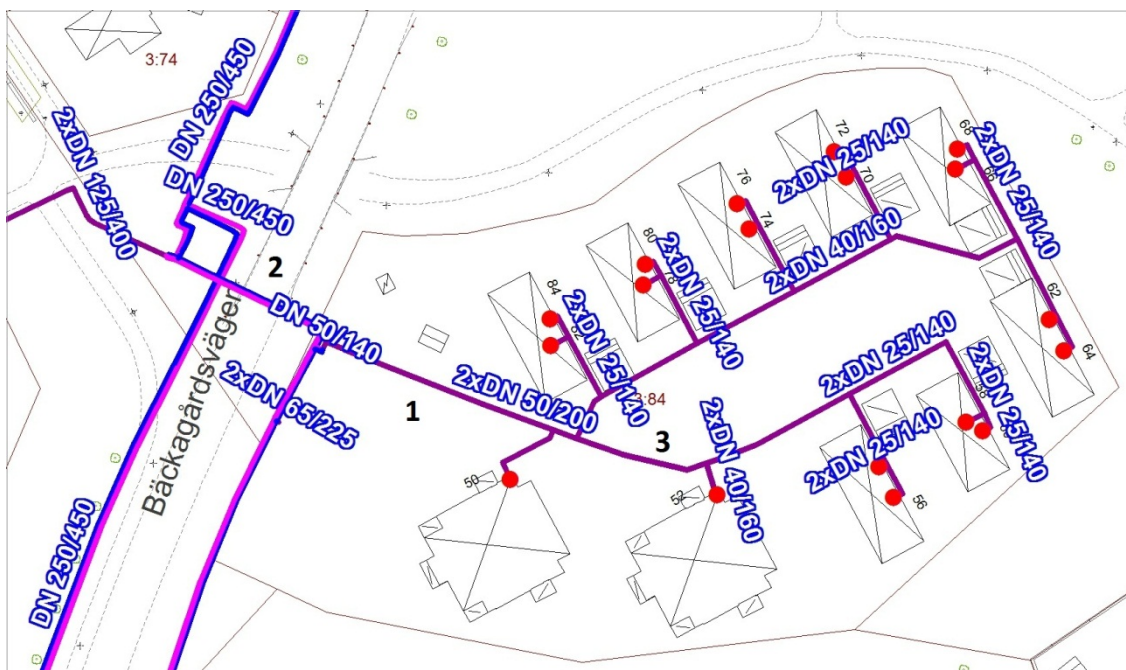 3:74
DN 250/450
2xDN 125/400
DN 250/450
2
DN 50/140
Bäckagårdsväger
2xDN 65/225
DN 250/450
1
2xDN 50/200
3
3:84
84
82
2xDN 25/140
80
78
2xDN 25/140
76
74
72
70
2xDN 25/140
2xDN 40/160
68
66
2xDN 25/140
62
64
2xDN 25/140
58
2xDN 25/140
2xDN 25/140
56
50
52
2xDN 40/160